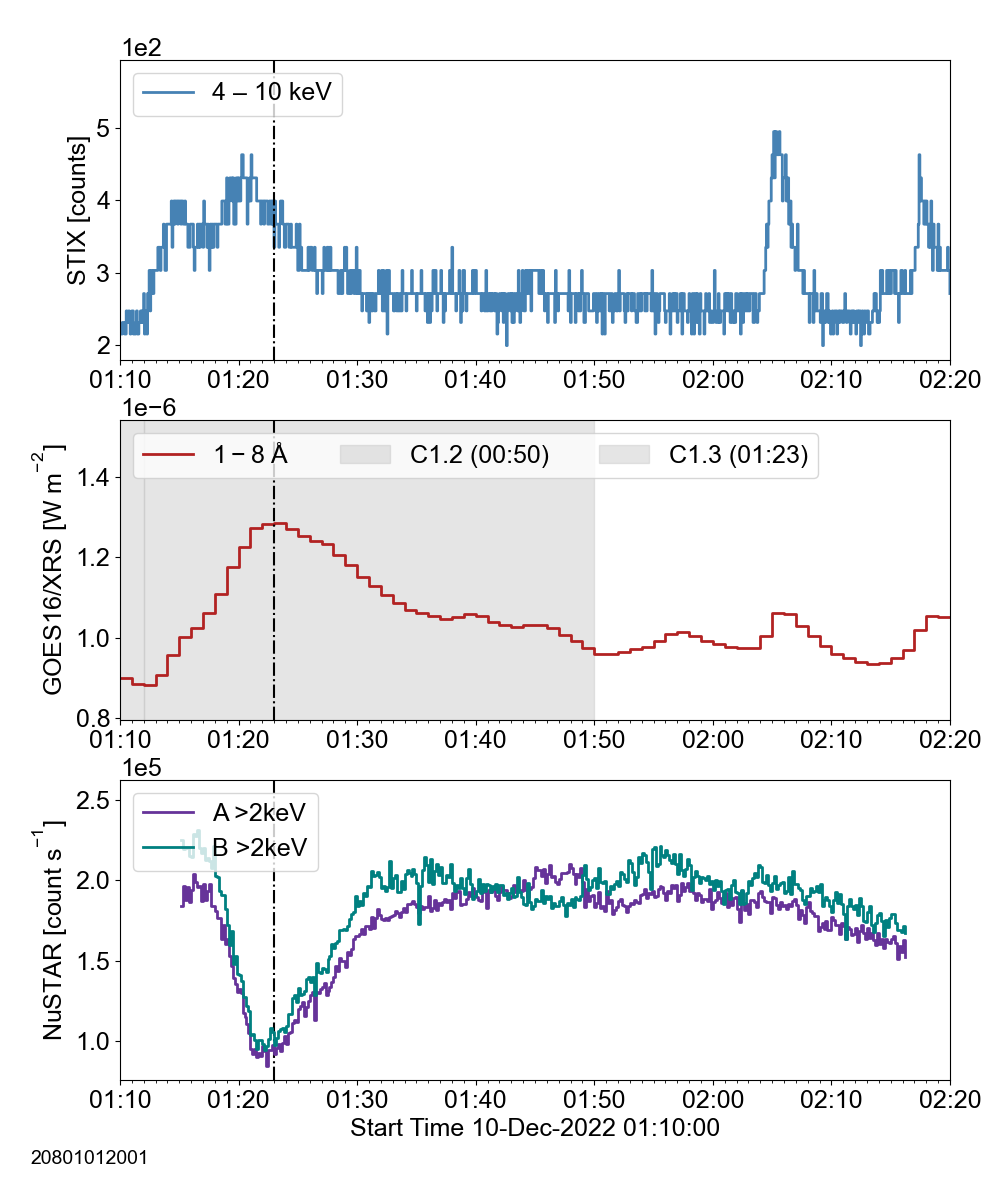 1e2
4 – 10 keV
STIX [counts]
5
4
3
2
01:10 01:20 01:30 01:40 01:50 02:00 02:10 02:20
1e−6
1 – 8 Å C1.2 (00:50) C1.3 (01:23)
GOES16/XRS [W m⁻²]
1.4
1.2
1.0
0.8
01:10 01:20 01:30 01:40 01:50 02:00 02:10 02:20
1e5
A >2keV
B >2keV
NuSTAR [count s⁻¹]
2.5
2.0
1.5
1.0
01:10 01:20 01:30 01:40 01:50 02:00 02:10 02:20
Start Time 10-Dec-2022 01:10:00
20801012001